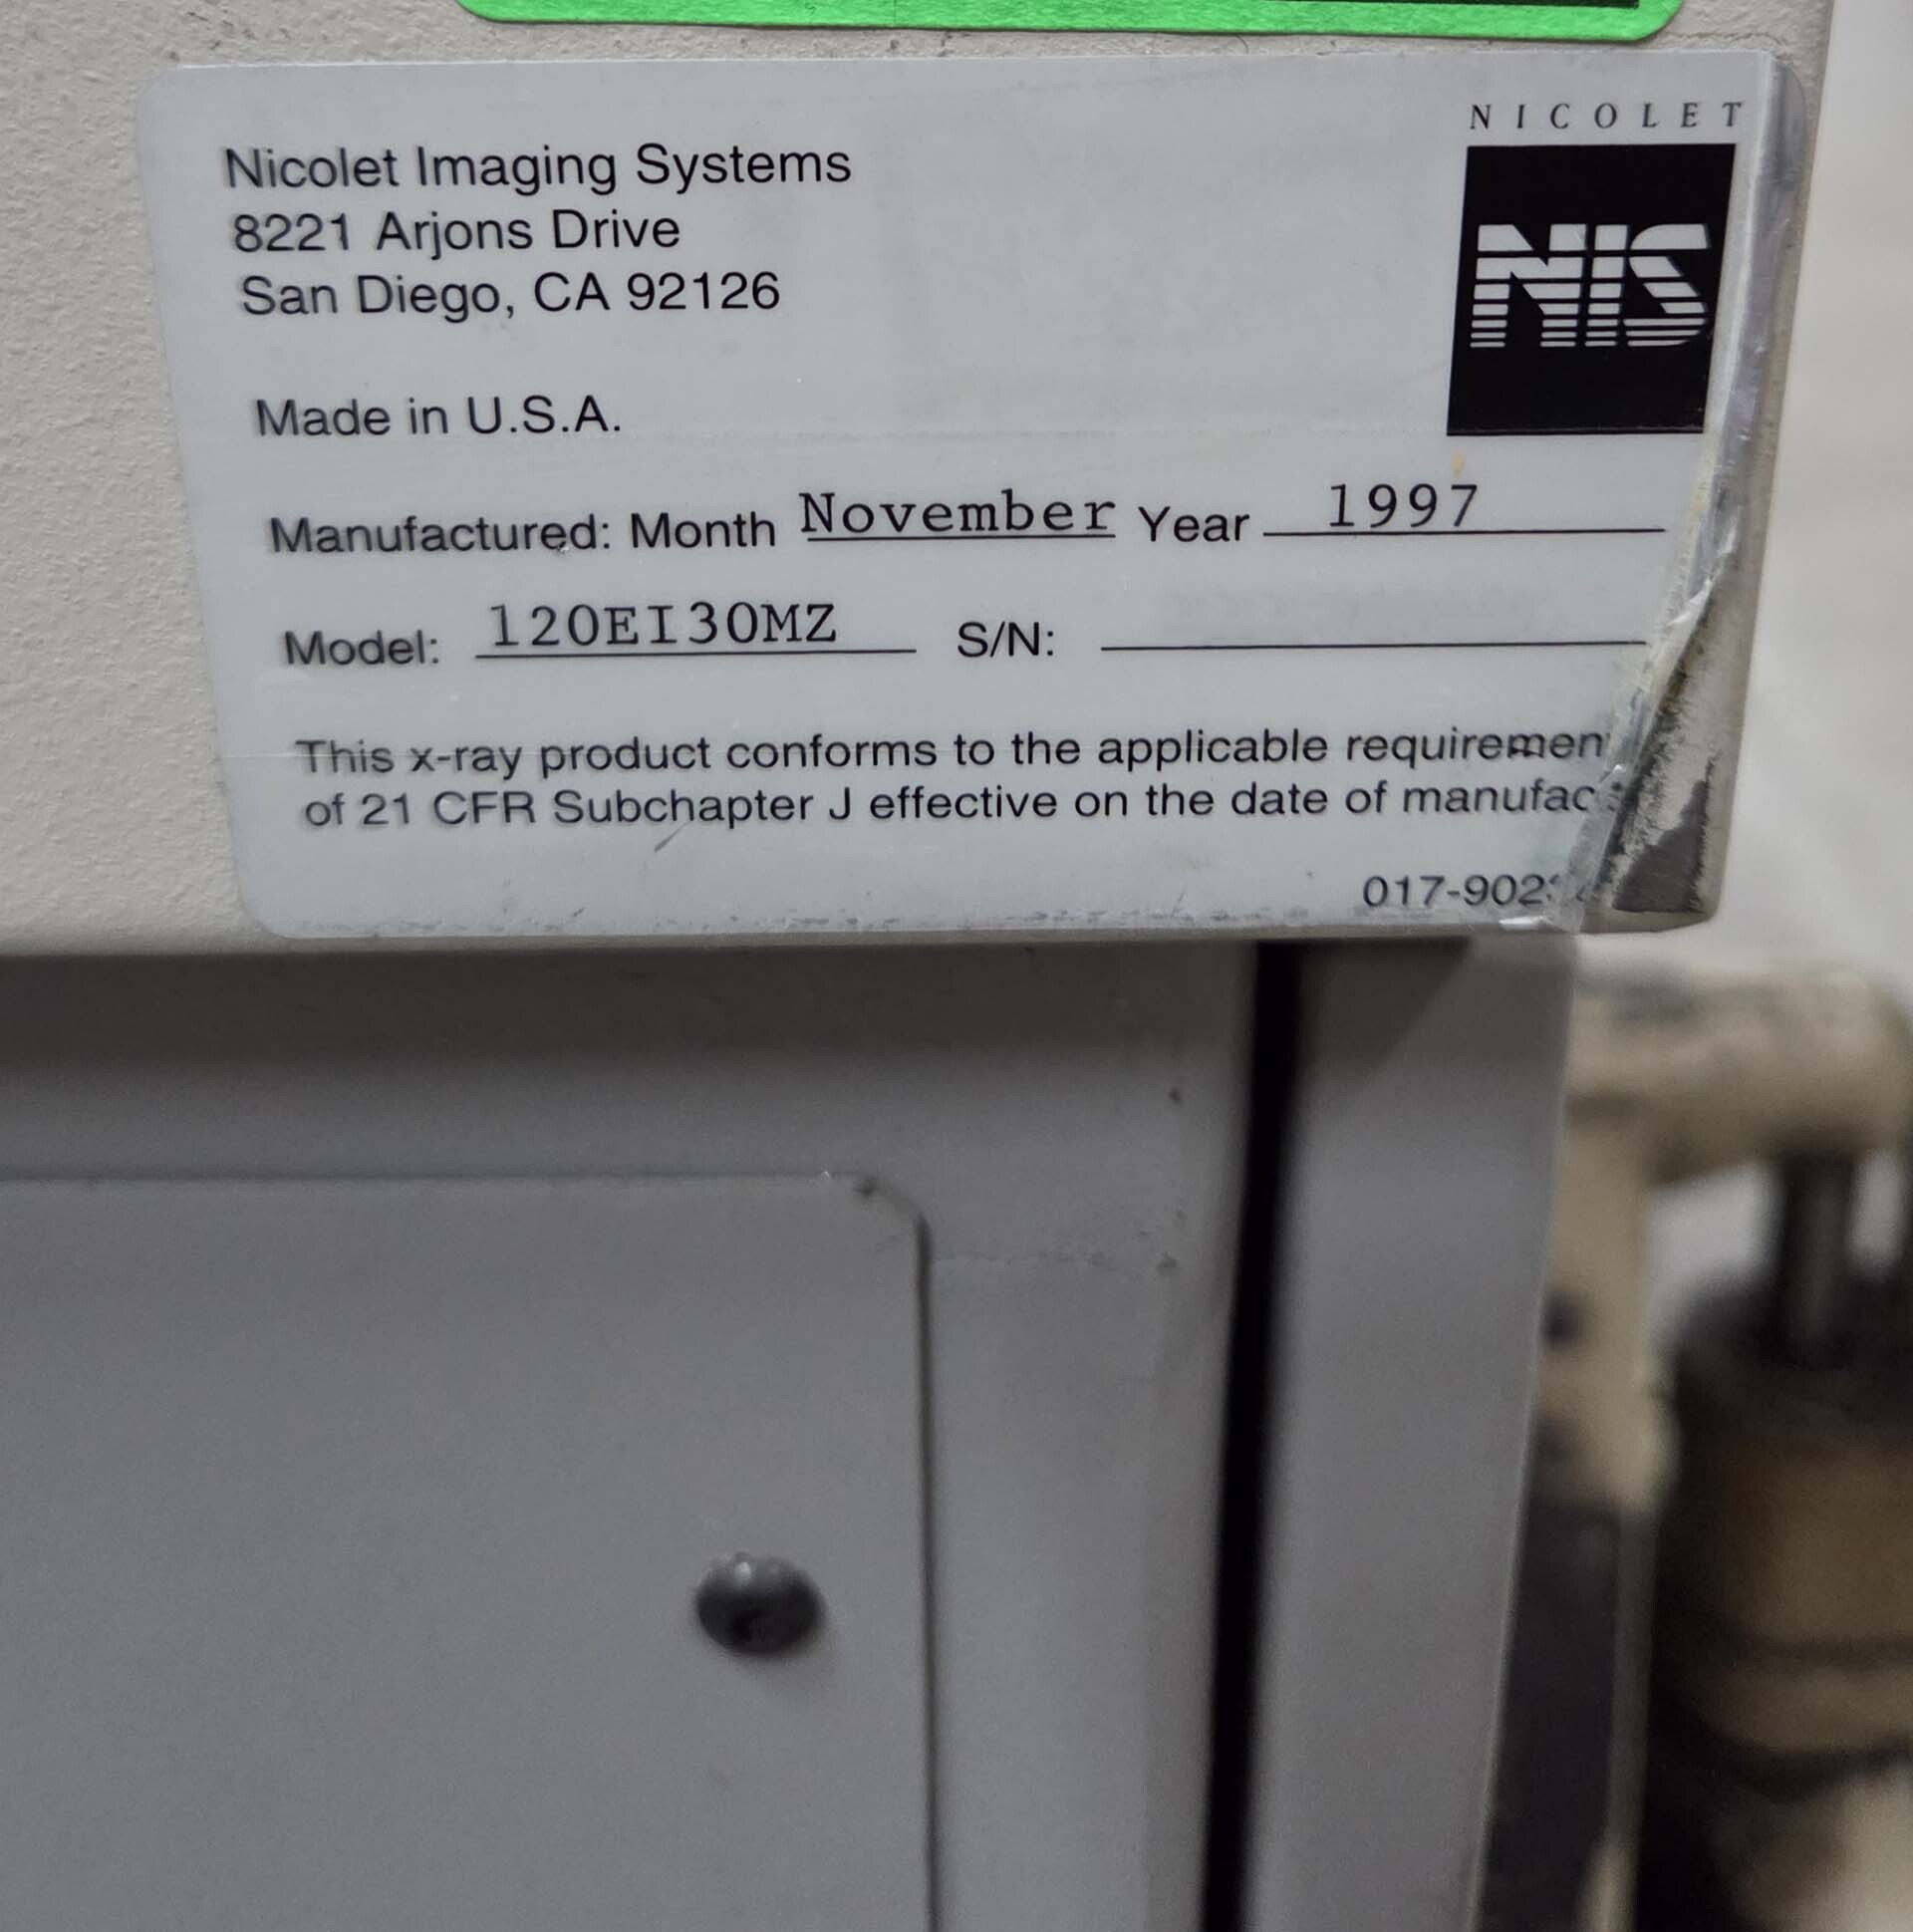 NICOLET
NIS
Nicolet Imaging Systems
8221 Arjons Drive
San Diego, CA 92126
Made in U.S.A.
Manufactured: Month November Year 1997
Model: 120EI30MZ S/N:
This x-ray product conforms to the applicable requiremen
of 21 CFR Subchapter J effective on the date of manufac
017-902